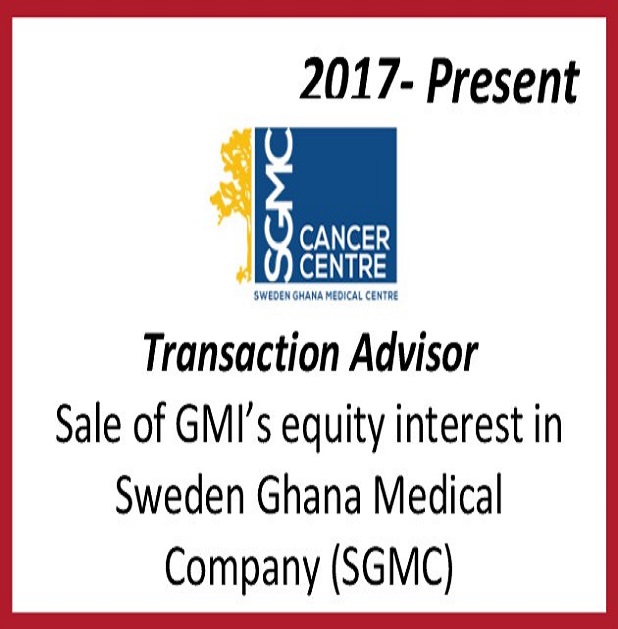 2017- Present
SGMC
CANCER
CENTRE
SWEDEN GHANA MEDICAL CENTRE
Transaction Advisor
Sale of GMI’s equity interest in
Sweden Ghana Medical
Company (SGMC)